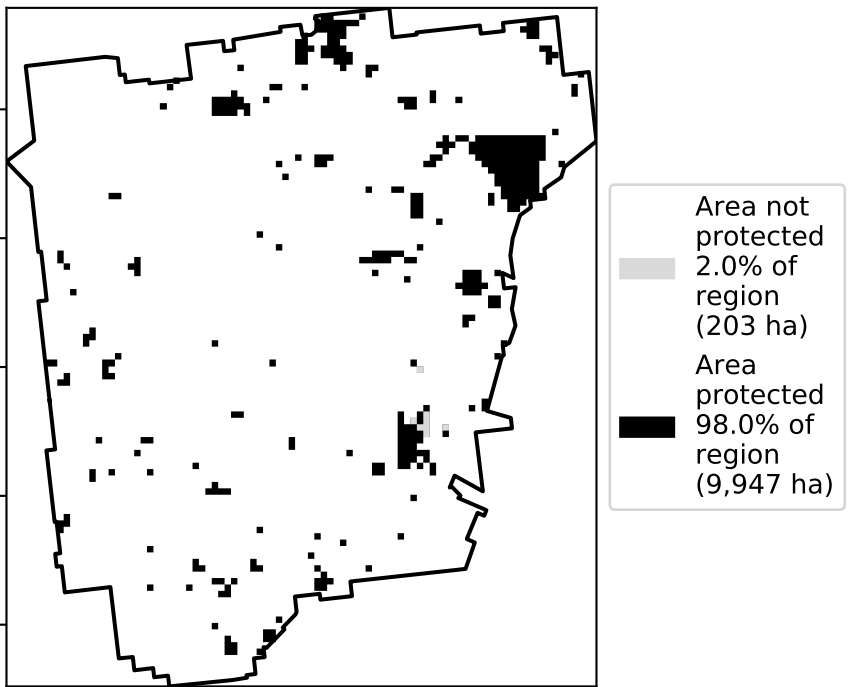 Area not
protected
2.0% of
region
(203 ha)
Area
protected
98.0% of
region
(9,947 ha)